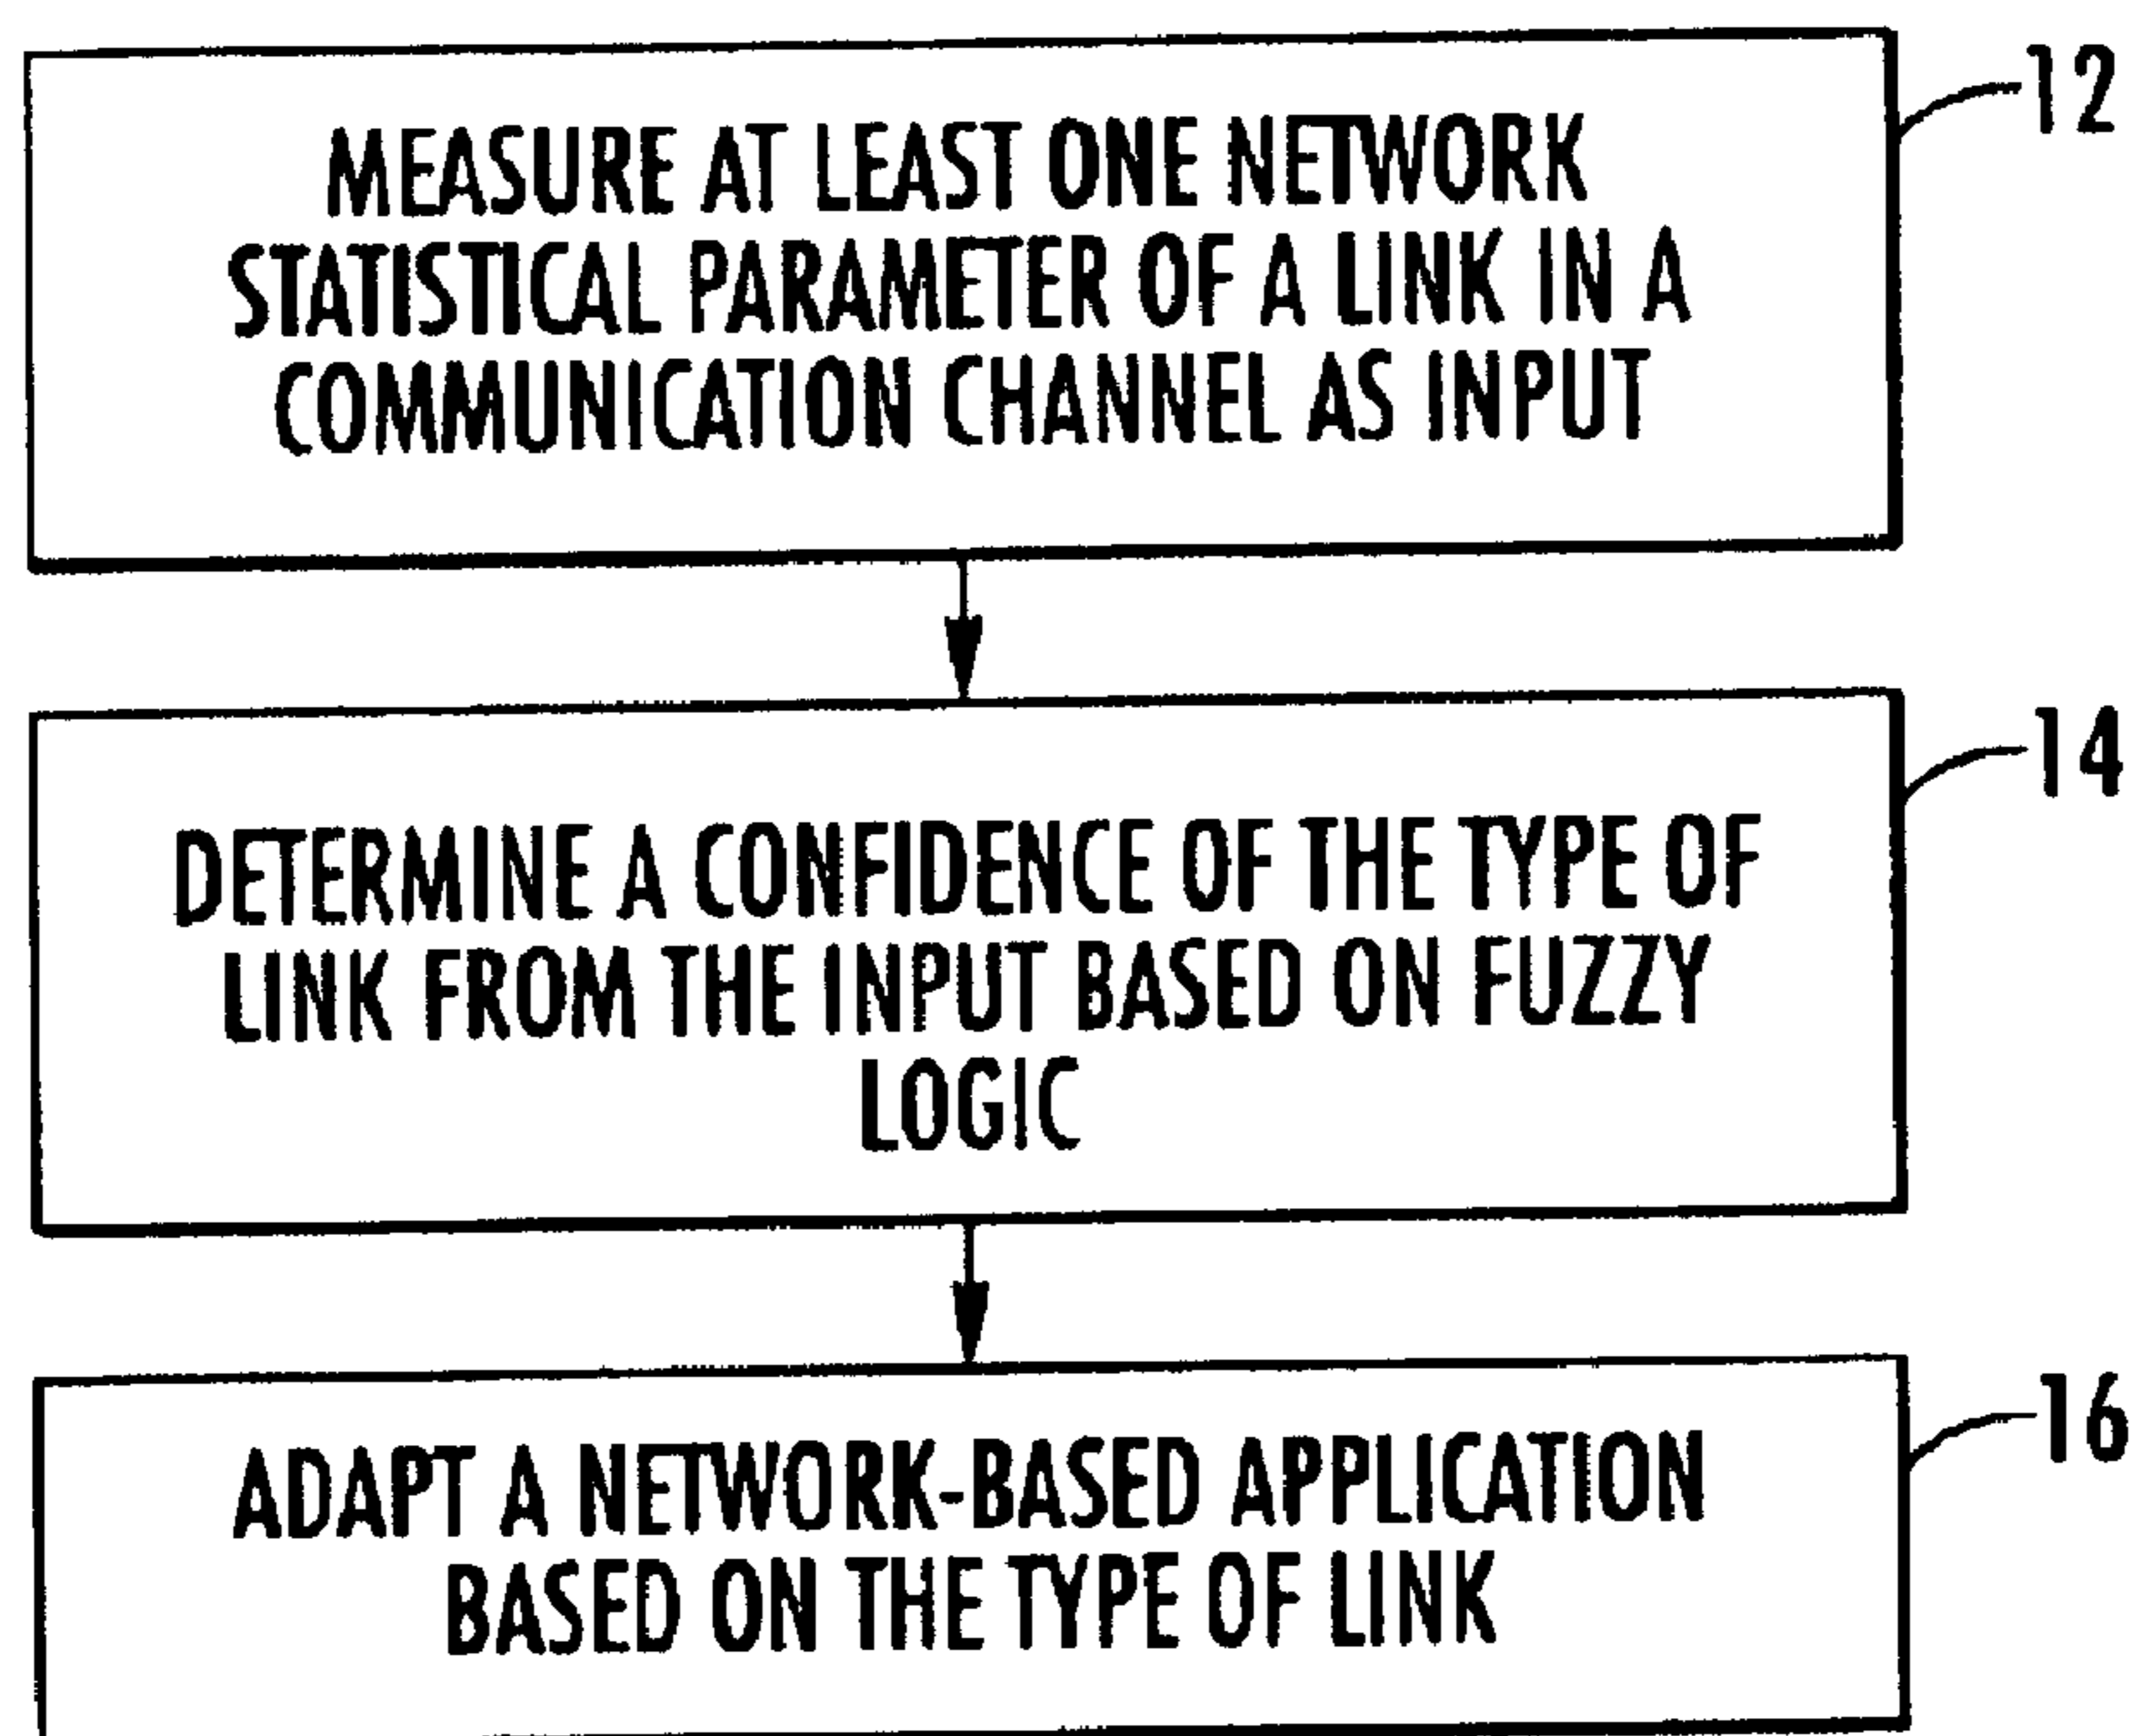 12
MEASURE AT LEAST ONE NETWORK
STATISTICAL PARAMETER OF A LINK IN A
COMMUNICATION CHANNEL AS INPUT
14
DETERMINE A CONFIDENCE OF THE TYPE OF
LINK FROM THE INPUT BASED ON FUZZY
LOGIC
16
ADAPT A NETWORK-BASED APPLICATION
BASED ON THE TYPE OF LINK